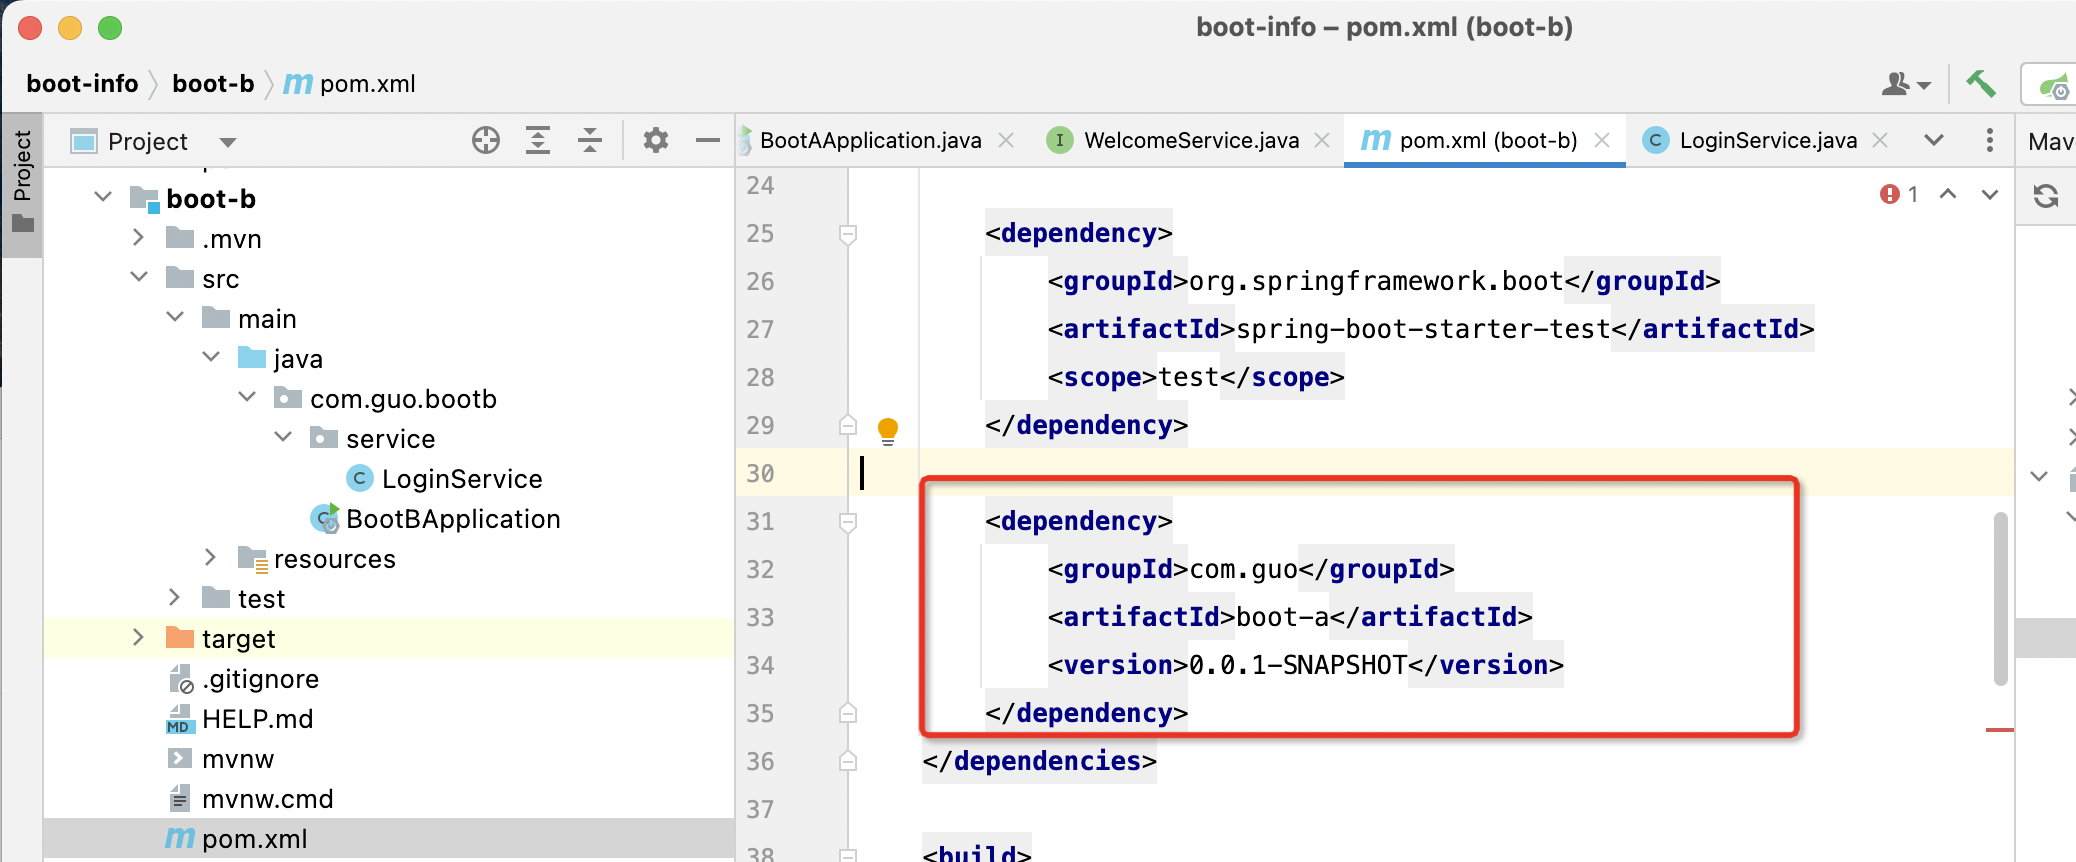 boot-info – pom.xml (boot-b)
boot-info boot-b pom.xml
Project
Project
BootAApplication.java
WelcomeService.java
pom.xml (boot-b)
LoginService.java
boot-b
.mvn
src
main
java
com.guo.bootb
service
LoginService
BootBApplication
resources
test
target
.gitignore
HELP.md
mvnw
mvnw.cmd
pom.xml
1
24
25 <dependency>
26 <groupId>org.springframework.boot</groupId>
27 <artifactId>spring-boot-starter-test</artifactId>
28 <scope>test</scope>
29 </dependency>
30
31 <dependency>
32 <groupId>com.guo</groupId>
33 <artifactId>boot-a</artifactId>
34 <version>0.0.1-SNAPSHOT</version>
35 </dependency>
36 </dependencies>
37
38 <build>